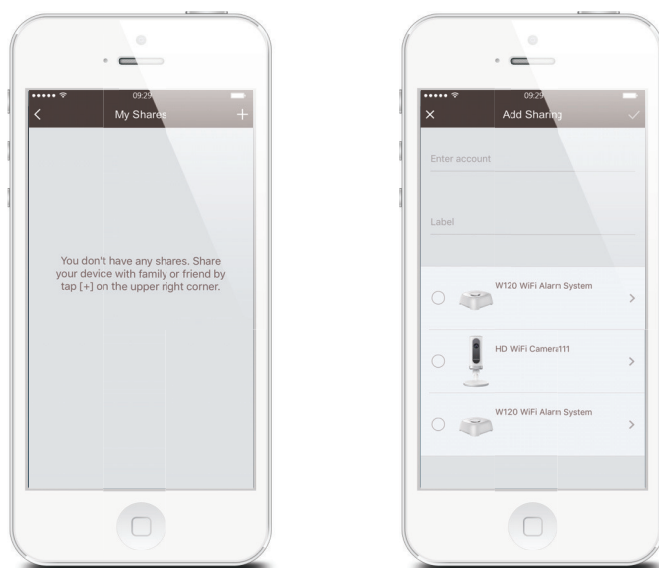 09:29
My Shares
You don't have any shares. Share
your device with family or friend by
tap [+] on the upper right corner.
09:29
Add Sharing
Enter account
Label
W120 WiFi Alarm System
HD WiFi Camera111
W120 WiFi Alarm System